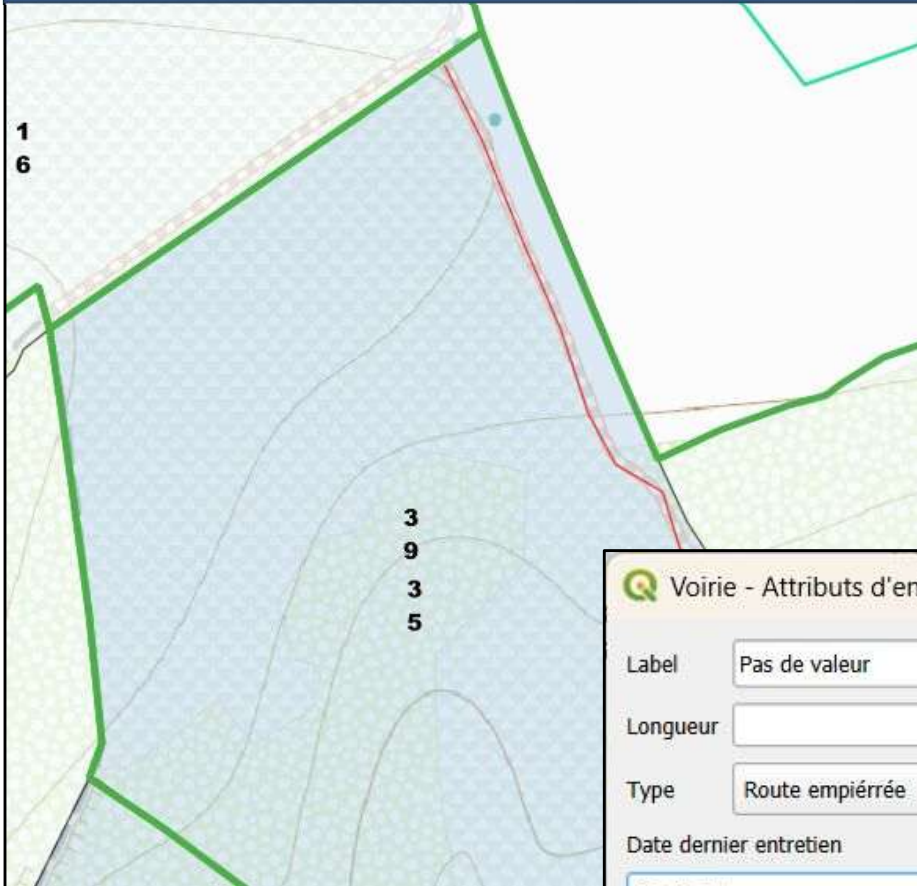 1
6
3
9
3
5
Voirie - Attributs d'en
Label Pas de valeur
Longueur
Type Route empiérrée
Date dernier entretien